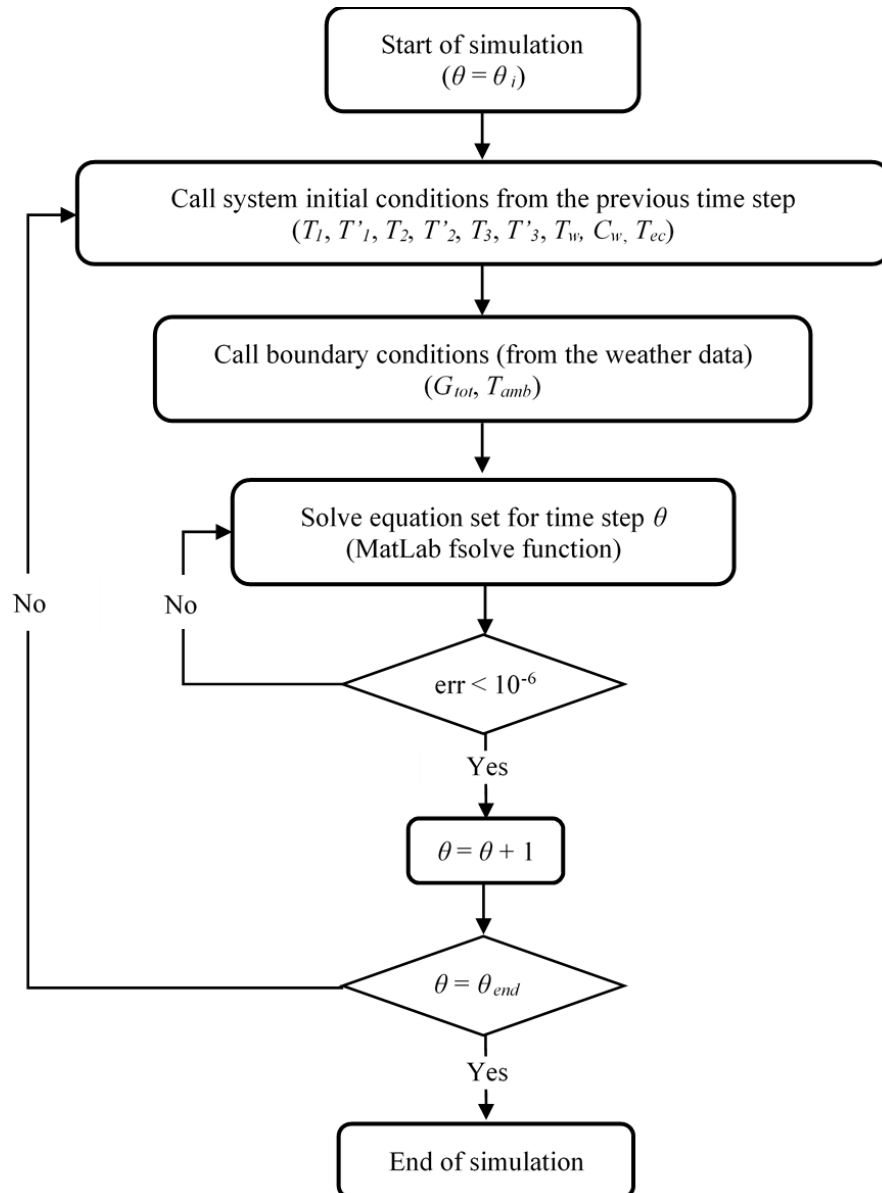 Start of simulation
(θ = θ i)
Call system initial conditions from the previous time step
(T1, T’1, T2, T’2, T3, T’3, Tw, Cw, Tec)
Call boundary conditions (from the weather data)
(Gtot, Tamb)
Solve equation set for time step θ
(MatLab fsolve function)
No
No
err < 10-6
Yes
θ = θ + 1
θ = θend
Yes
End of simulation